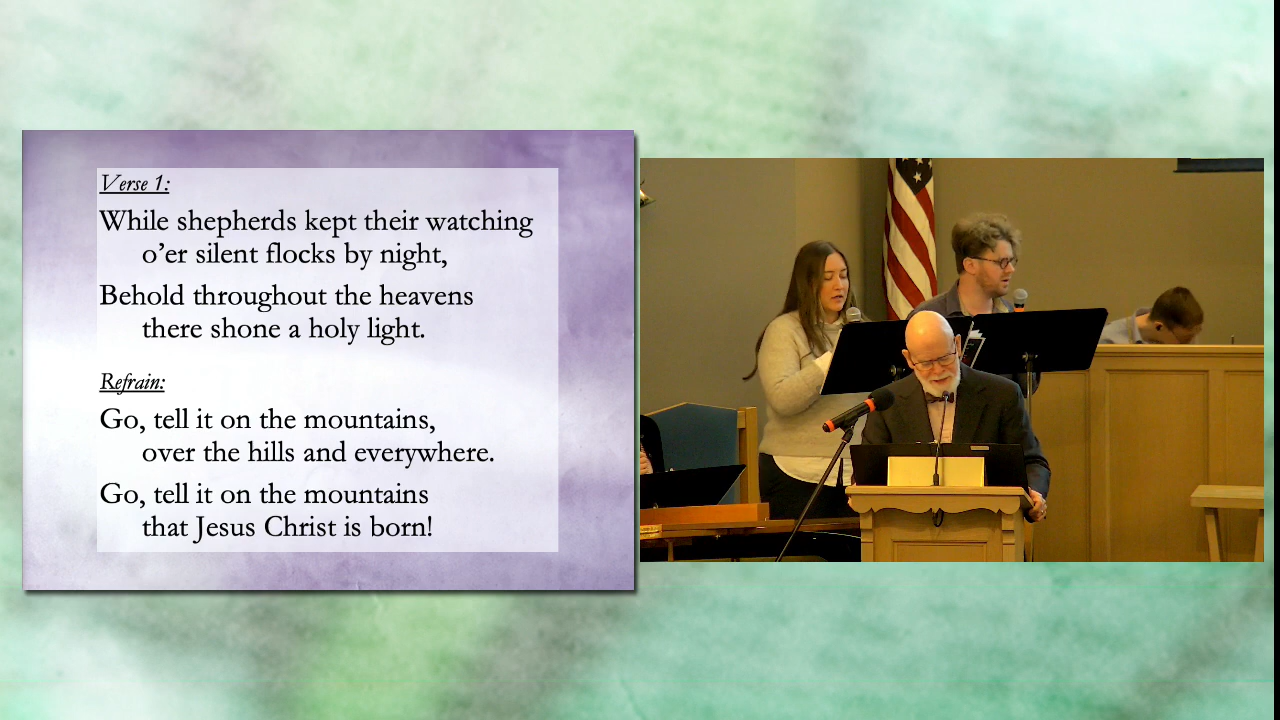 Verse 1:
While shepherds kept their watching
o’er silent flocks by night,
Behold throughout the heavens
there shone a holy light.
Refrain:
Go, tell it on the mountains,
over the hills and everywhere.
Go, tell it on the mountains
that Jesus Christ is born!